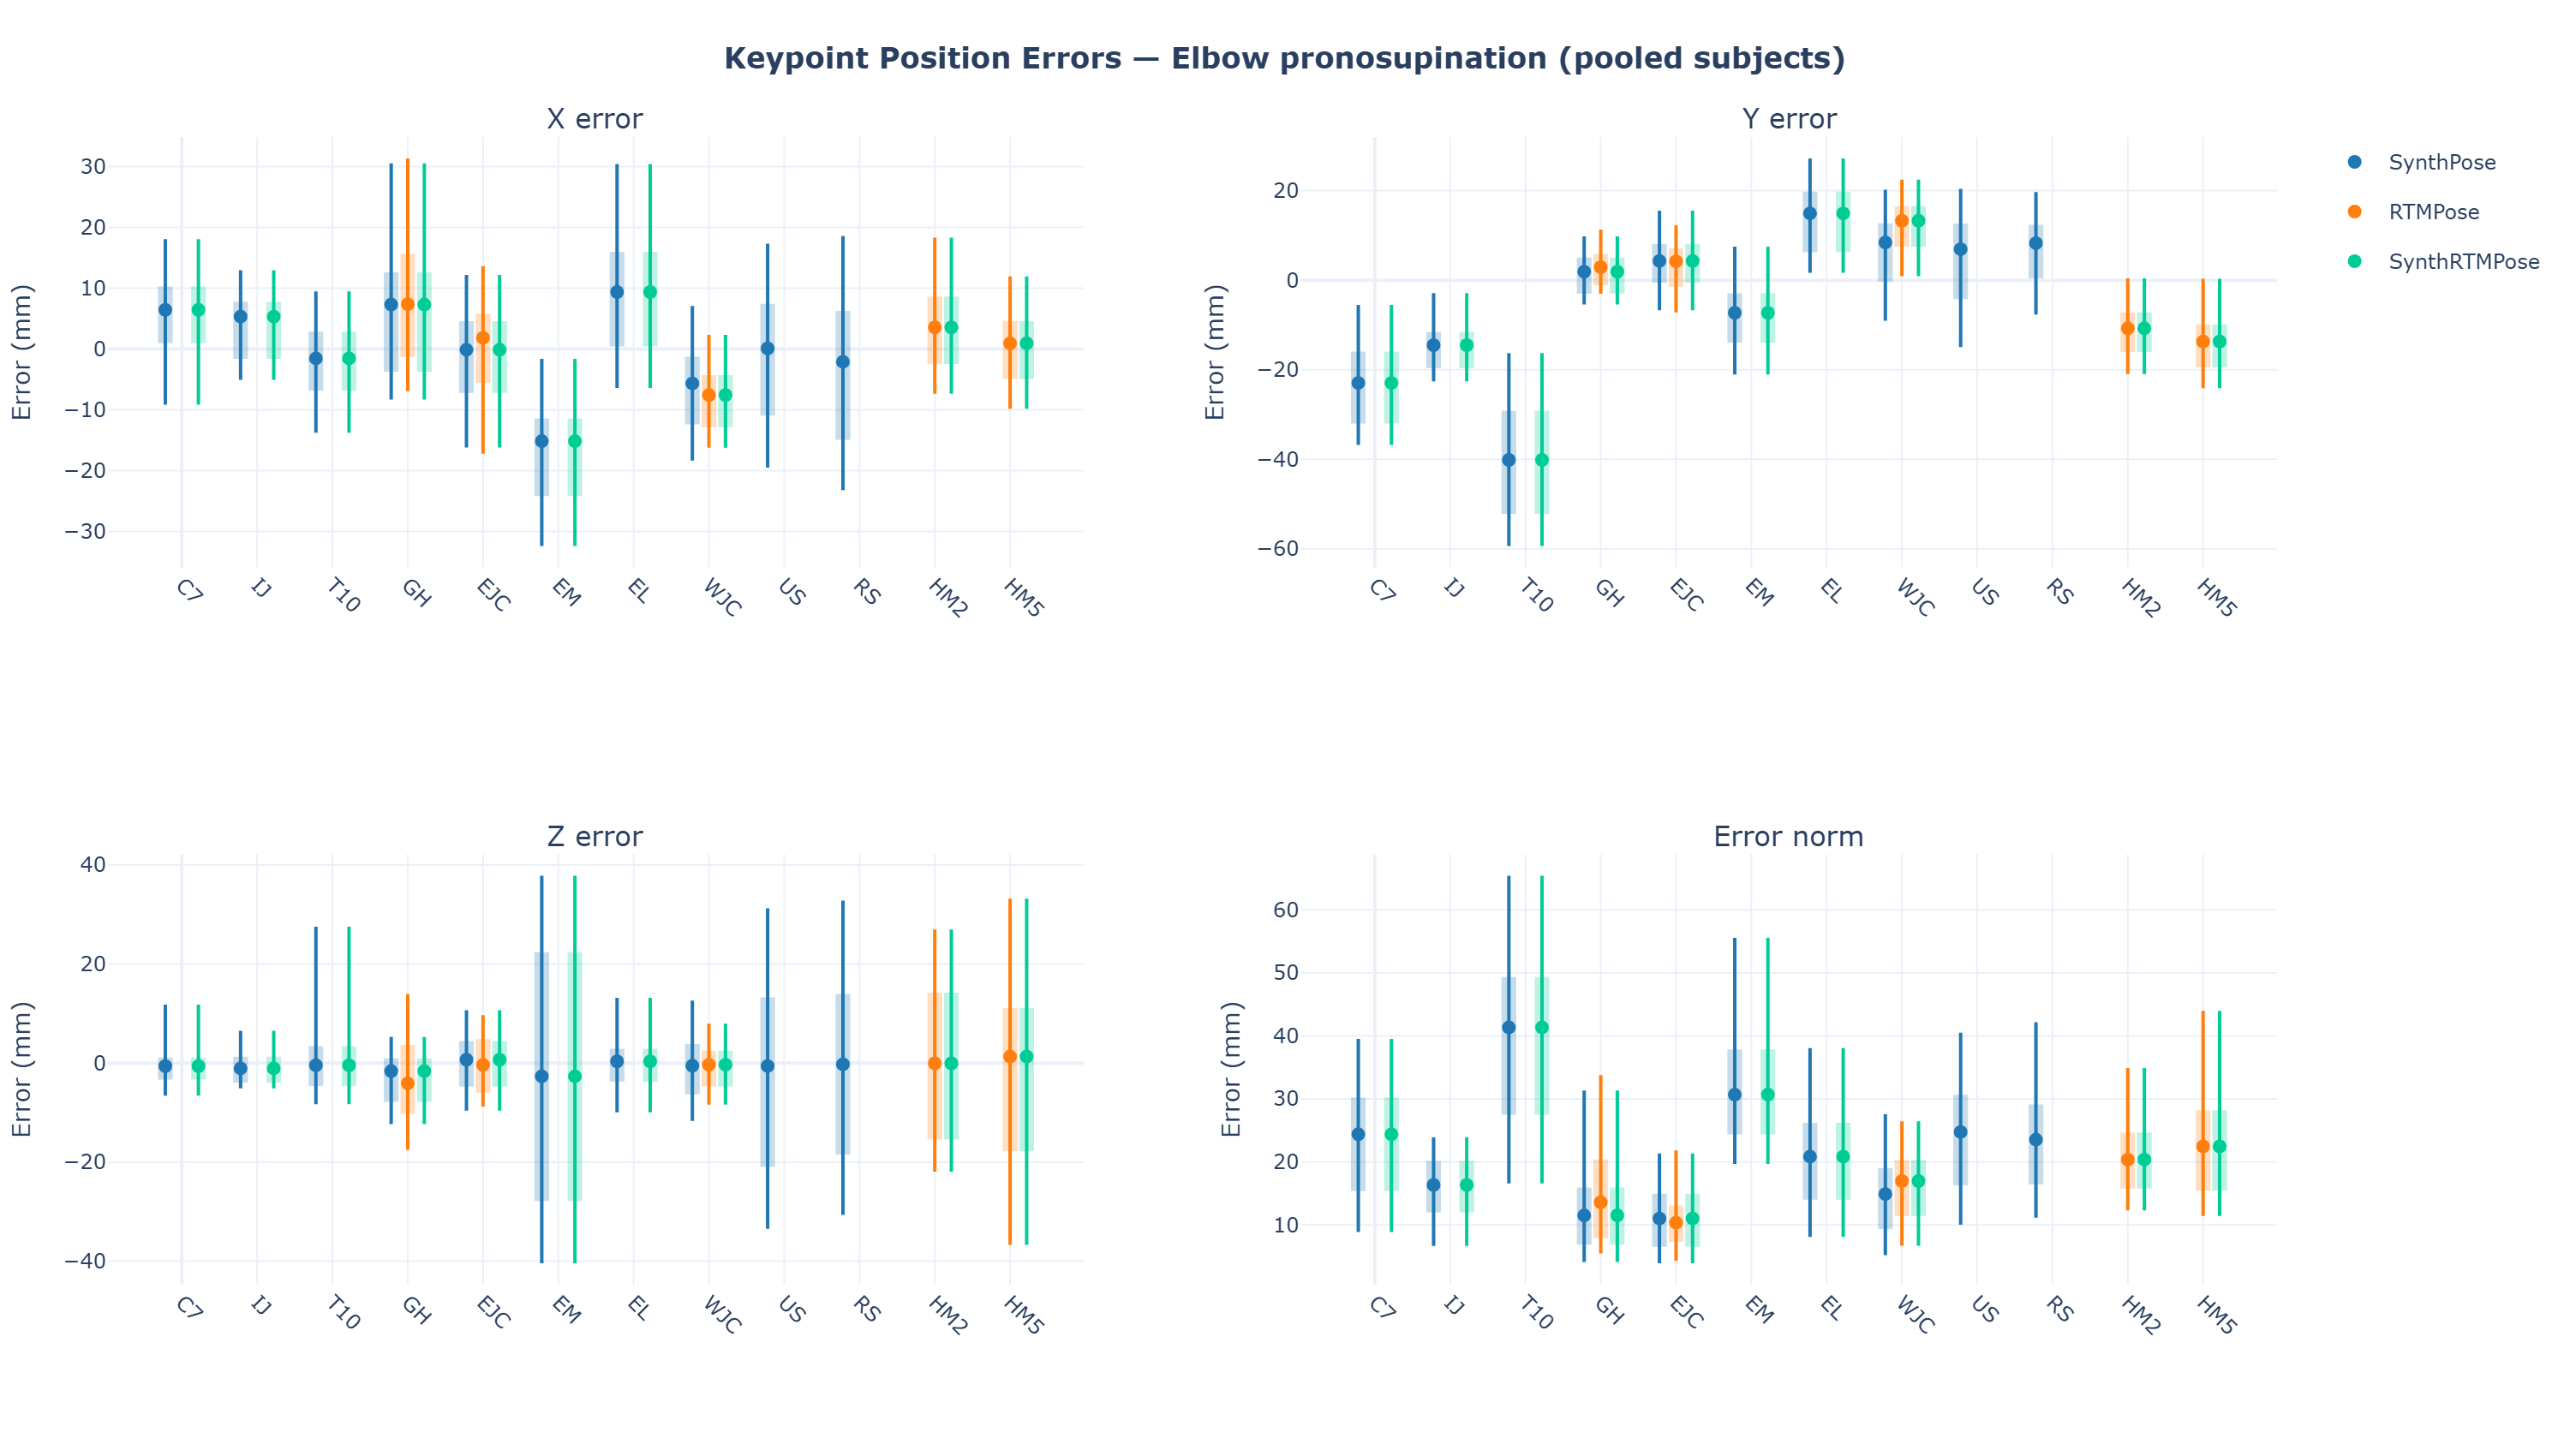 Keypoint Position Errors — Elbow pronosupination (pooled subjects)
X error
Error (mm)
30
20
10
0
−10
−20
−30
C7 IJ T10 GH EJC EM EL WJC US RS HM2 HM5
Y error
Error (mm)
20
0
−20
−40
−60
C7 IJ T10 GH EJC EM EL WJC US RS HM2 HM5
SynthPose
RTMPose
SynthRTMPose
Z error
Error (mm)
40
20
0
−20
−40
C7 IJ T10 GH EJC EM EL WJC US RS HM2 HM5
Error norm
Error (mm)
60
50
40
30
20
10
C7 IJ T10 GH EJC EM EL WJC US RS HM2 HM5